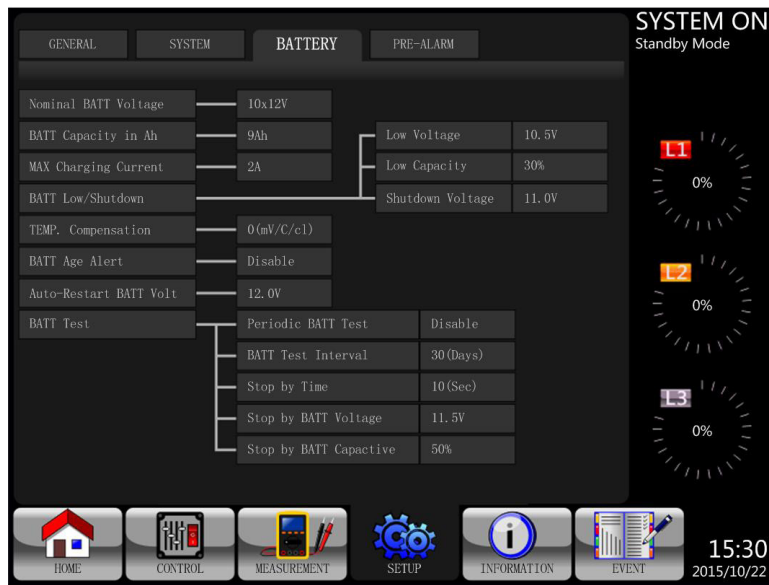 SYSTEM ON
GENERAL SYSTEM BATTERY PRE-ALARM Standby Mode
Nominal BATT Voltage 10x12V
BATT Capacity in Ah 9Ah Low Voltage 10.5V
MAX Charging Current 2A Low Capacity 30%
BATT Low/Shutdown Shutdown Voltage 11.0V
TEMP. Compensation 0(mV/C/cl)
BATT Age Alert Disable
Auto-Restart BATT Volt 12.0V
BATT Test Periodic BATT Test Disable
BATT Test Interval 30(Days)
Stop by Time 10(Sec)
Stop by BATT Voltage 11.5V
Stop by BATT Capactive 50%
L1
0%
L2
0%
L3
0%
HOME CONTROL MEASUREMENT SETUP INFORMATION EVENT
15:30
2015/10/22